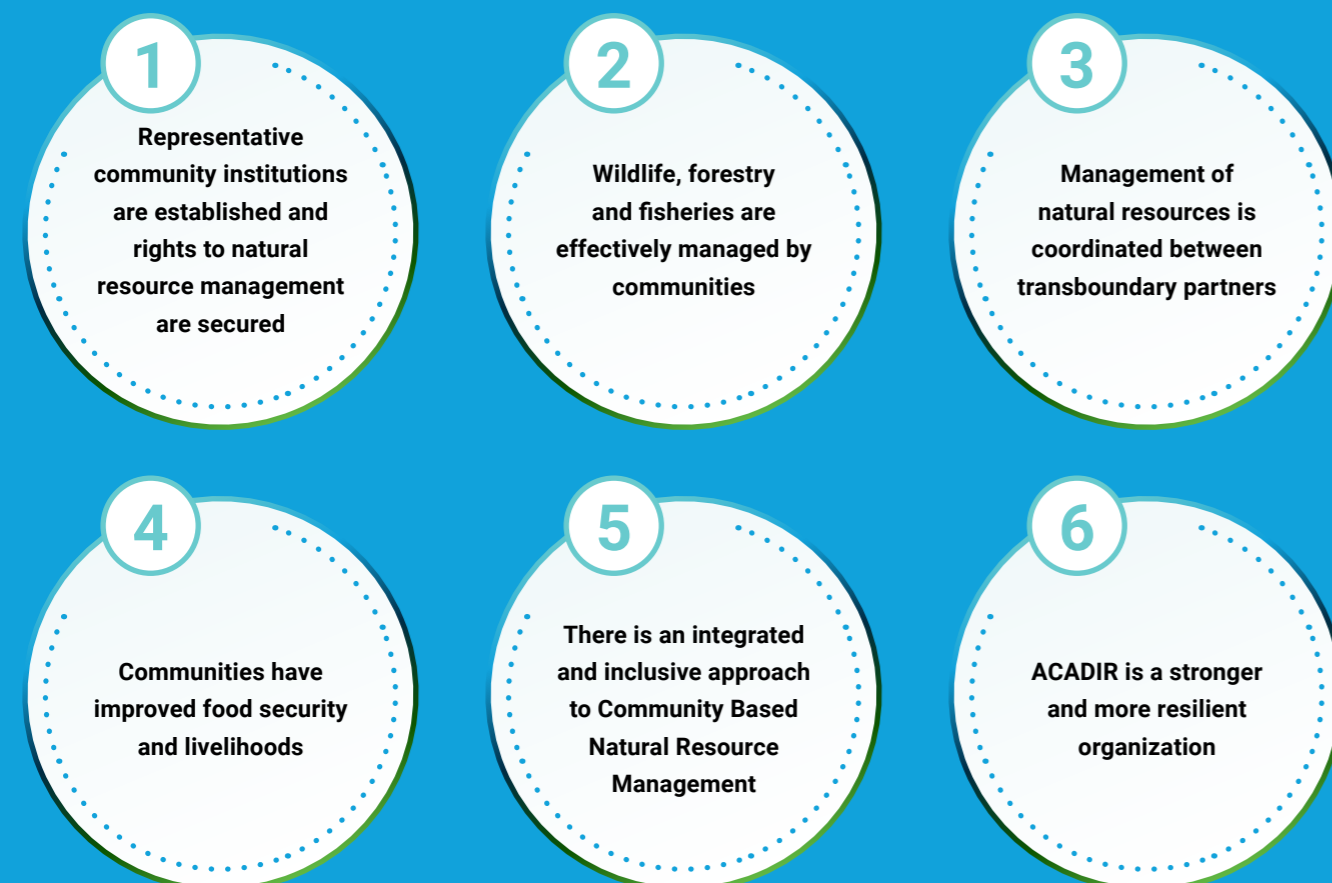 1
Representative
community institutions
are established and
rights to natural
resource management
are secured
2
Wildlife, forestry
and fisheries are
effectively managed by
communities
3
Management of
natural resources is
coordinated between
transboundary partners
4
Communities have
improved food security
and livelihoods
5
There is an integrated
and inclusive approach
to Community Based
Natural Resource
Management
6
ACADIR is a stronger
and more resilient
organization